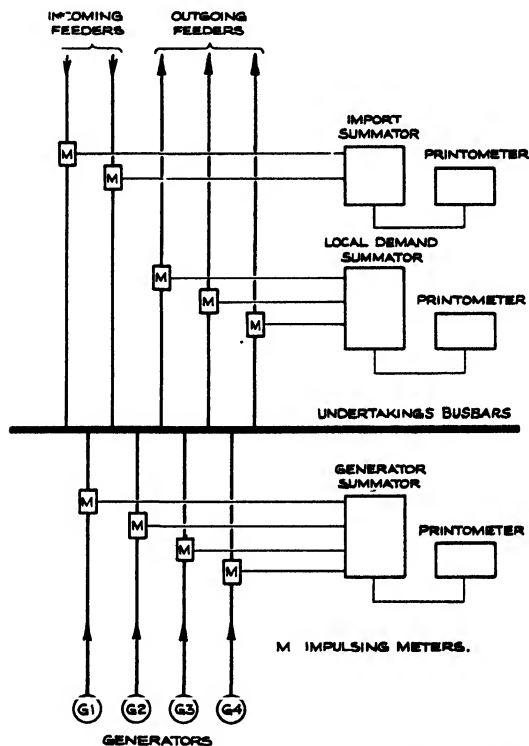 INCOMING FEEDERS
OUTGOING FEEDERS
IMPORT SUMMATOR
PRINTOMETER
M
M
LOCAL DEMAND SUMMATOR
PRINTOMETER
M
M
M
UNDERTAKINGS BUSBARS
GENERATOR SUMMATOR
PRINTOMETER
M
M
M
M
M IMPULSING METERS.
G1 G2 G3 G4
GENERATORS